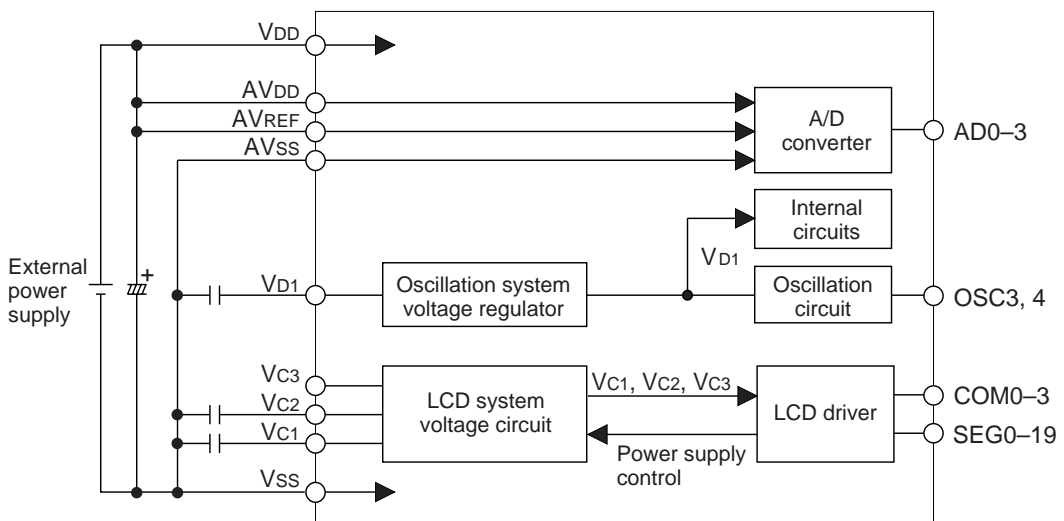 VDD
AVDD
AVREF
AVSS
A/D
converter
AD0–3
Internal
circuits
VD1
External
power
supply
+
VD1
Oscillation system
voltage regulator
Oscillation
circuit
OSC3, 4
VC3
VC2
VC1
LCD system
voltage circuit
VC1, VC2, VC3
Power supply
control
LCD driver
COM0–3
SEG0–19
VSS